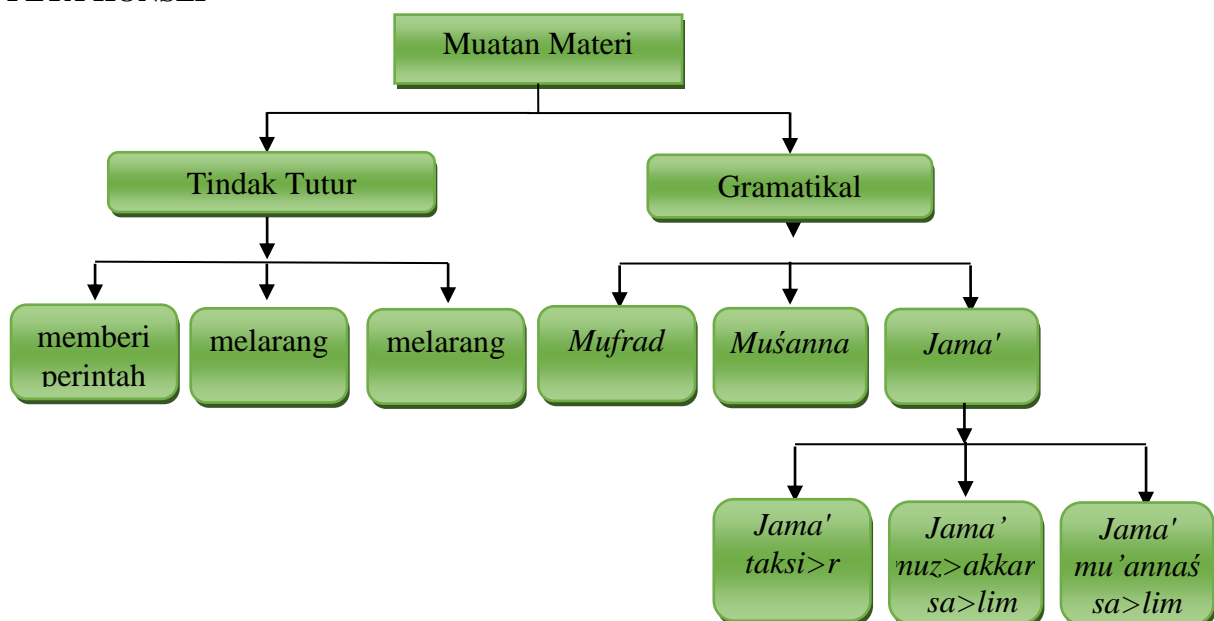 Muatan Materi
Tindak Tutur
Gramatikal
memberi
perintah
melarang
melarang
Mufrad
Muśanna
Jama'
Jama'
taksi>r
Jama’
muz>akkar
sa>lim
Jama'
mu’annaś
sa>lim